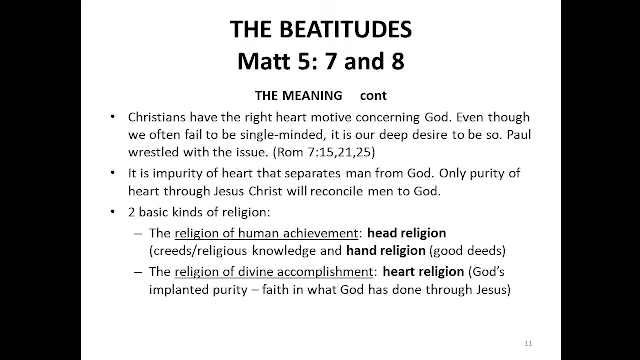 THE BEATITUDES
Matt 5: 7 and 8
THE MEANING cont
• Christians have the right heart motive concerning God. Even though
we often fail to be single-minded, it is our deep desire to be so. Paul
wrestled with the issue. (Rom 7:15,21,25)
• It is impurity of heart that separates man from God. Only purity of
heart through Jesus Christ will reconcile men to God.
• 2 basic kinds of religion:
– The religion of human achievement: head religion
(creeds/religious knowledge and hand religion (good deeds)
– The religion of divine accomplishment: heart religion (God's
implanted purity – faith in what God has done through Jesus)
11